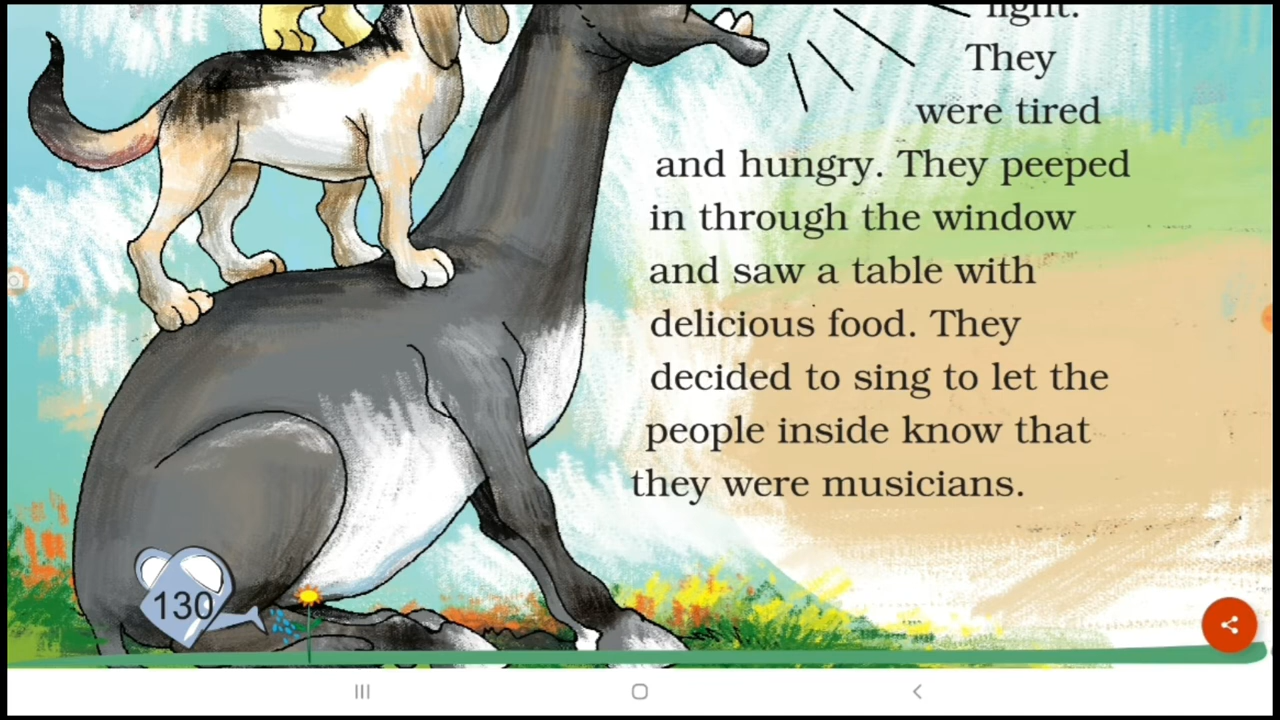 light.
They
were tired
and hungry. They peeped
in through the window
and saw a table with
delicious food. They
decided to sing to let the
people inside know that
they were musicians.
130